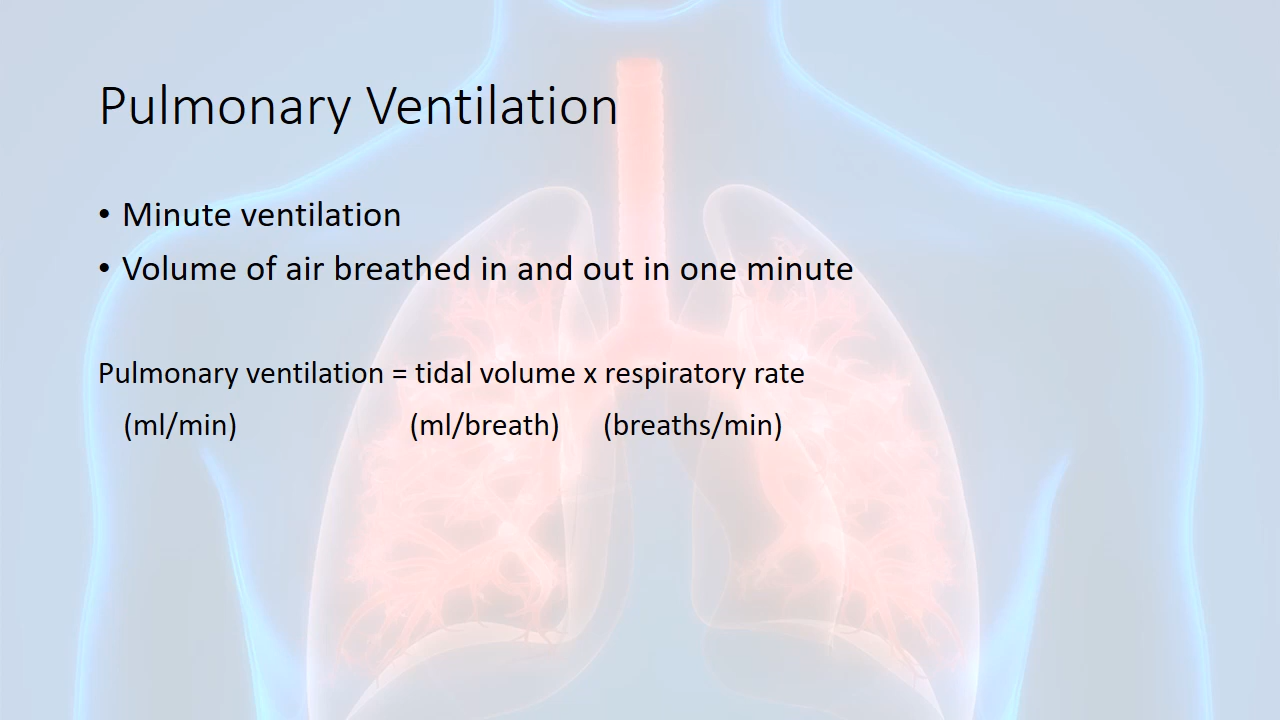 Pulmonary Ventilation
• Minute ventilation
• Volume of air breathed in and out in one minute
Pulmonary ventilation = tidal volume x respiratory rate
(ml/min) (ml/breath) (breaths/min)